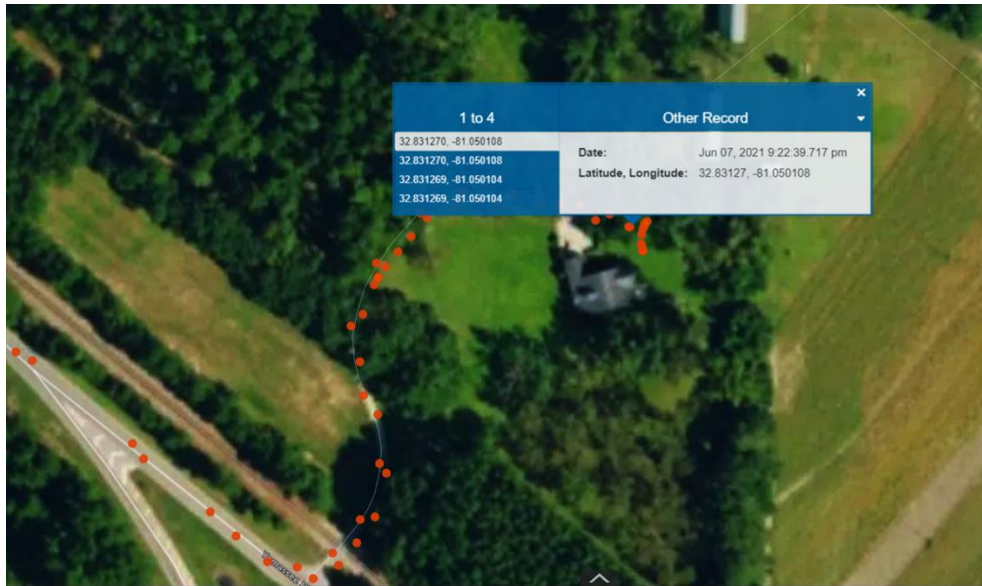 1 to 4
32.831270, -81.050108
32.831270, -81.050108
32.831269, -81.050104
32.831269, -81.050104
Other Record
Date: Jun 07, 2021 9:22:39.717 pm
Latitude, Longitude: 32.83127, -81.050108